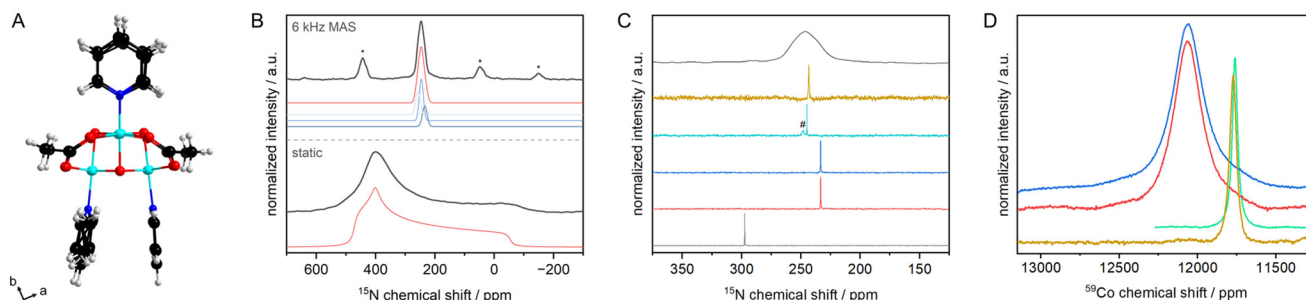 A
b
a
B
6 kHz MAS
* * * *
static
normalized intensity / a.u.
600 400 200 0 −200
¹⁵N chemical shift / ppm
C
#
normalized intensity / a.u.
350 300 250 200 150
¹⁵N chemical shift / ppm
D
normalized intensity / a.u.
13000 12500 12000 11500
⁵⁹Co chemical shift / ppm